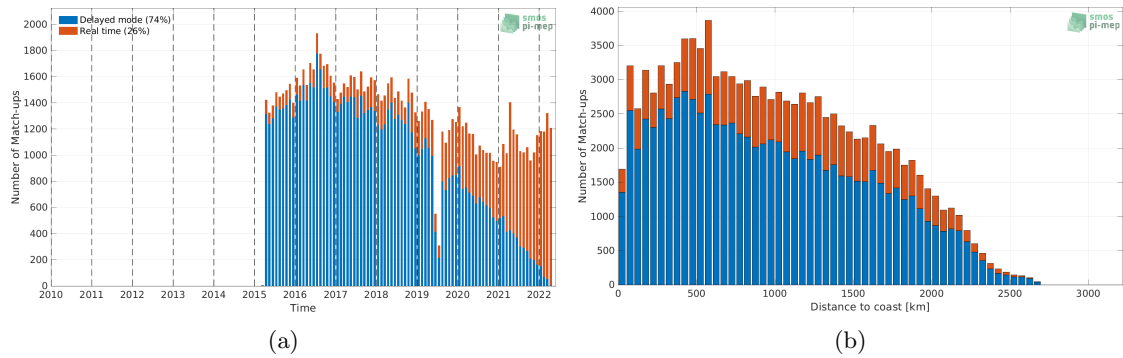 Delayed mode (74%)
Real time (26%)
smos
pi-mep
Number of Match-ups
2000
1800
1600
1400
1200
1000
800
600
400
200
0
2010 2011 2012 2013 2014 2015 2016 2017 2018 2019 2020 2021 2022
Time
(a)
smos
pi-mep
Number of Match-ups
4000
3500
3000
2500
2000
1500
1000
500
0
0 500 1000 1500 2000 2500 3000
Distance to coast [km]
(b)